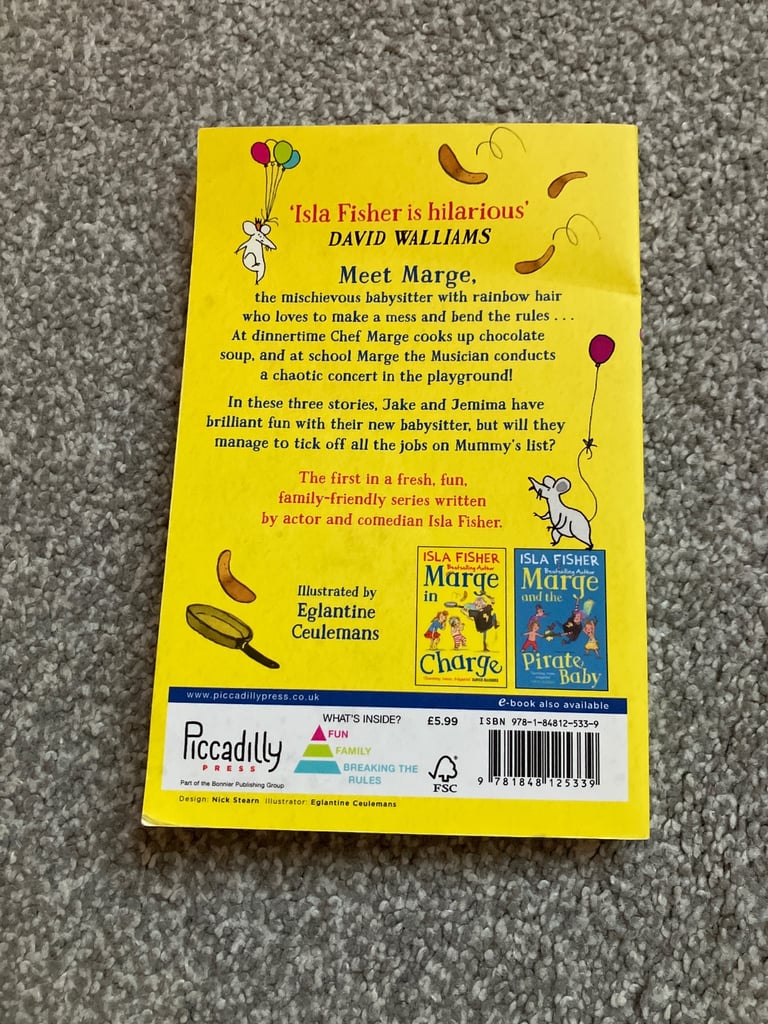 ‘Isla Fisher is hilarious’
DAVID WALLIAMS
Meet Marge,
the mischievous babysitter with rainbow hair
who loves to make a mess and bend the rules . . .
At dinnertime Chef Marge cooks up chocolate
soup, and at school Marge the Musician conducts
a chaotic concert in the playground!
In these three stories, Jake and Jemima have
brilliant fun with their new babysitter, but will they
manage to tick off all the jobs on Mummy's list?
The first in a fresh, fun,
family-friendly series written
by actor and comedian Isla Fisher.
Illustrated by
Eglantine
Ceulemans
ISLA FISHER
Bestselling Author
Marge
in
Charge
ISLA FISHER
Bestselling Author
Marge
and the
Pirate
Baby
www.piccadillypress.co.uk
e-book also available
Piccadilly
PRESS
Part of the Bonnier Publishing Group
WHAT'S INSIDE?
FUN
FAMILY
BREAKING THE
RULES
£5.99
FSC
ISBN 978-1-84812-533-9
9 781848 125339
Design: Nick Stearn Illustrator: Eglantine Ceulemans